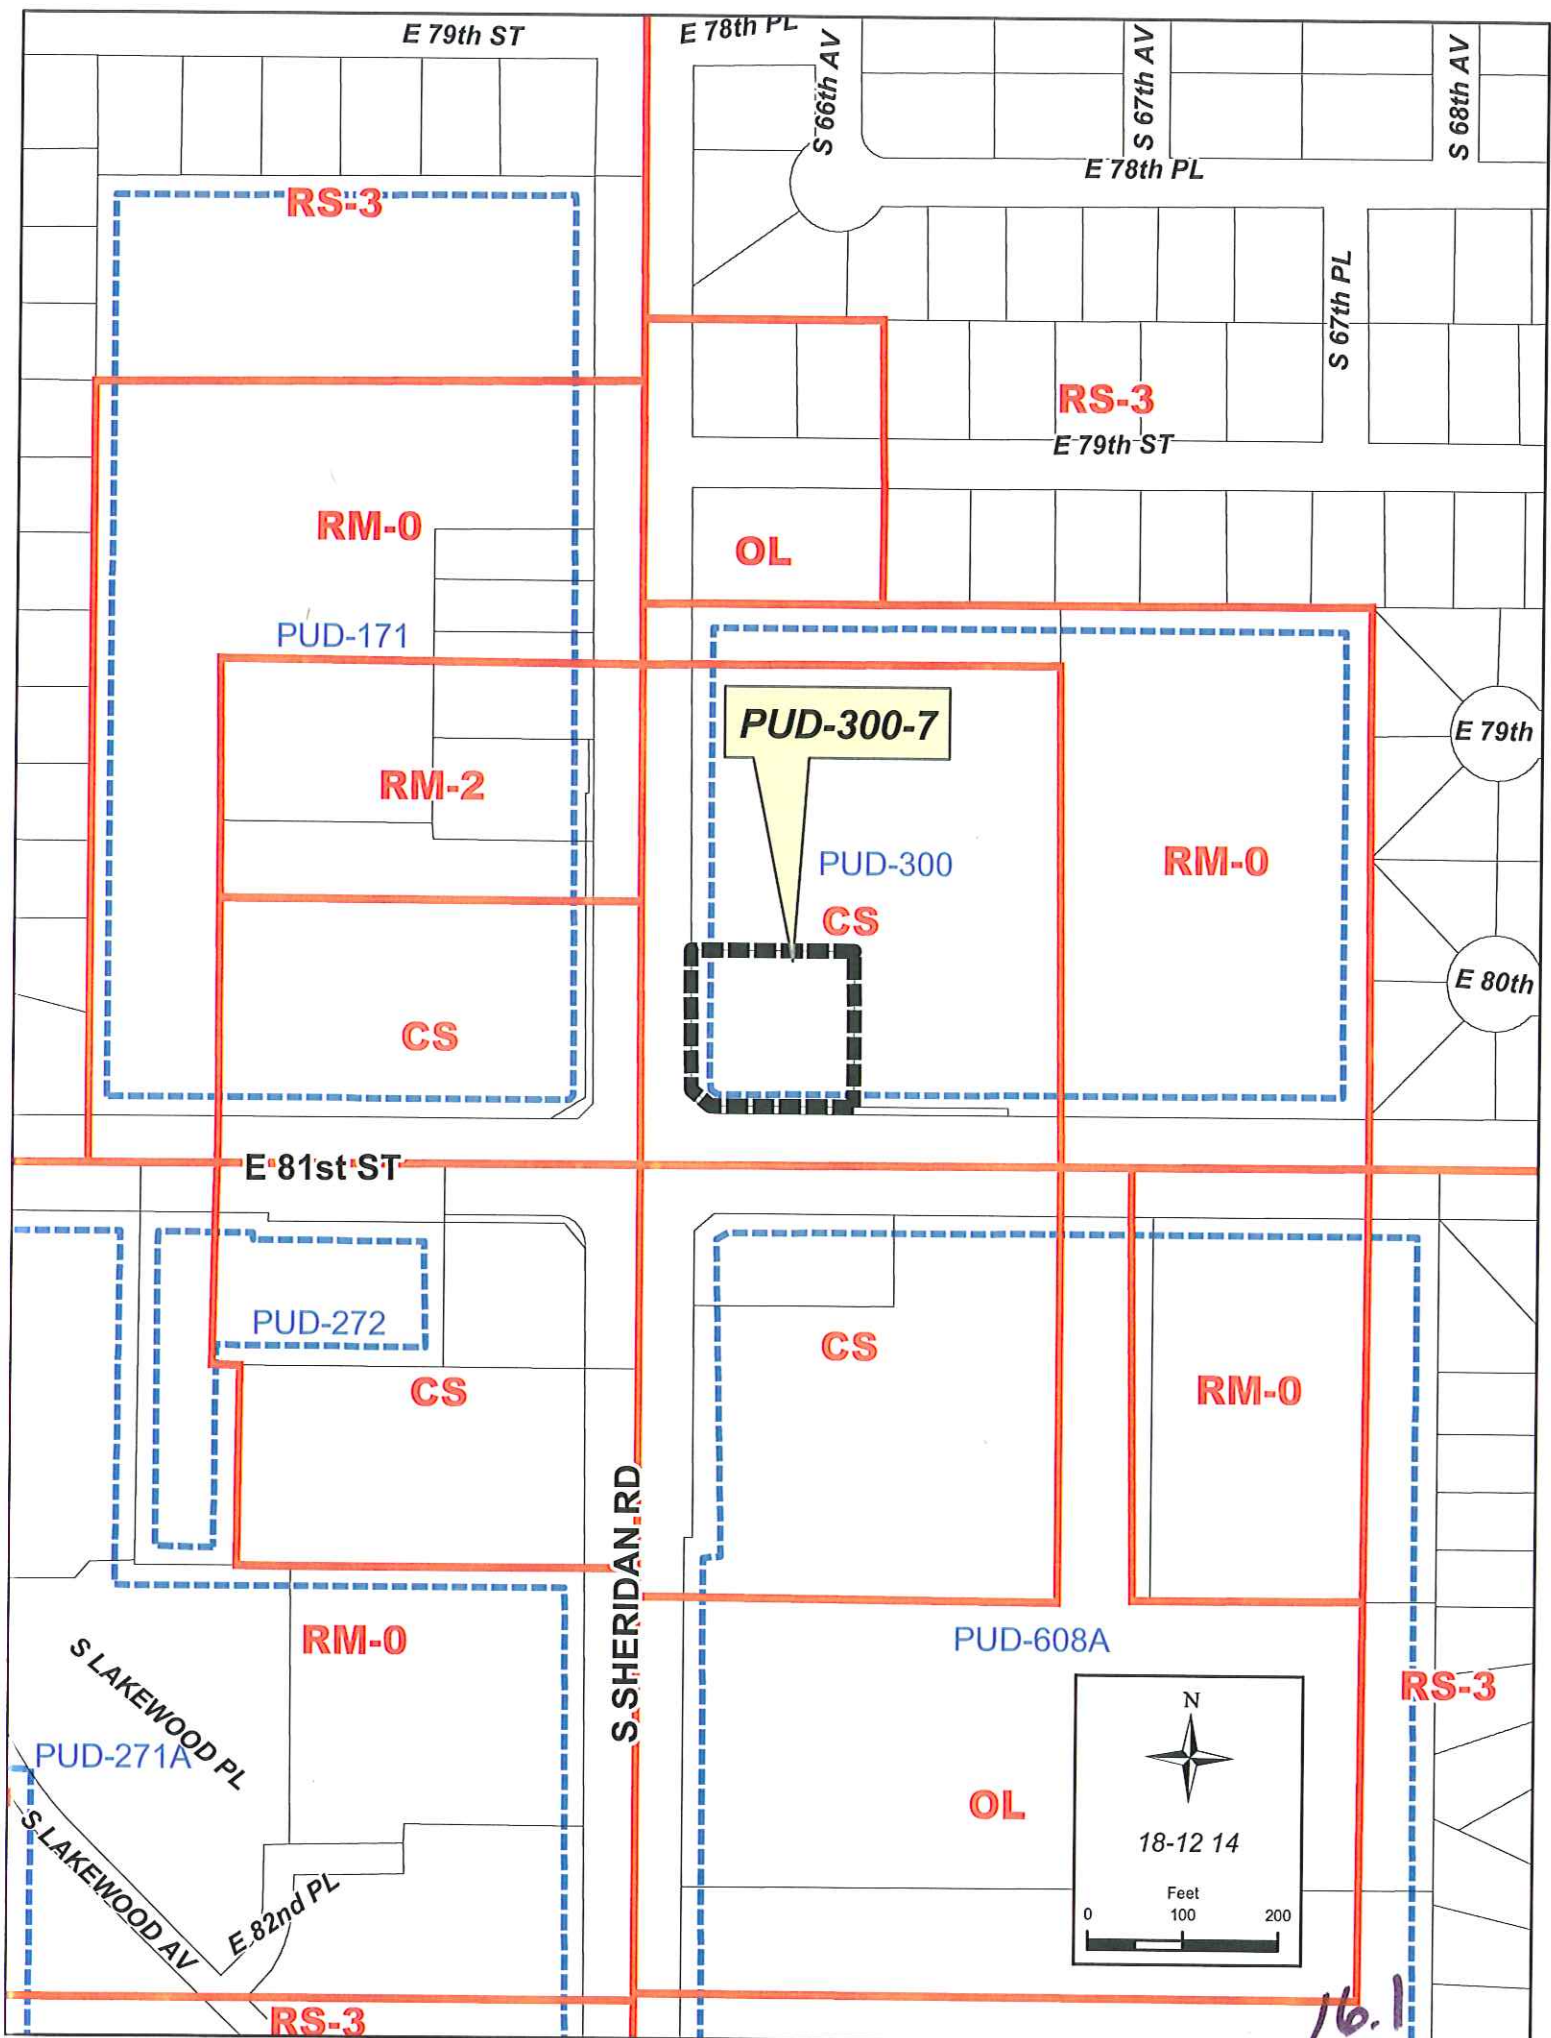 E 79th ST
E 78th PL
S 66th AV
S 67th AV
S 68th AV
E 78th PL
RS-3
S 67th PL
RS-3
E 79th ST
RM-0
OL
PUD-171
PUD-300-7
E 79th
RM-2
PUD-300
RM-0
CS
E 80th
CS
E 81st ST
PUD-272
CS
CS
RM-0
S SHERIDAN RD
RM-0
PUD-608A
S LAKEWOOD PL
RS-3
N
PUD-271A
OL
18-12 14
S LAKEWOOD AV
E 82nd PL
Feet
0 100 200
RS-3
16.1